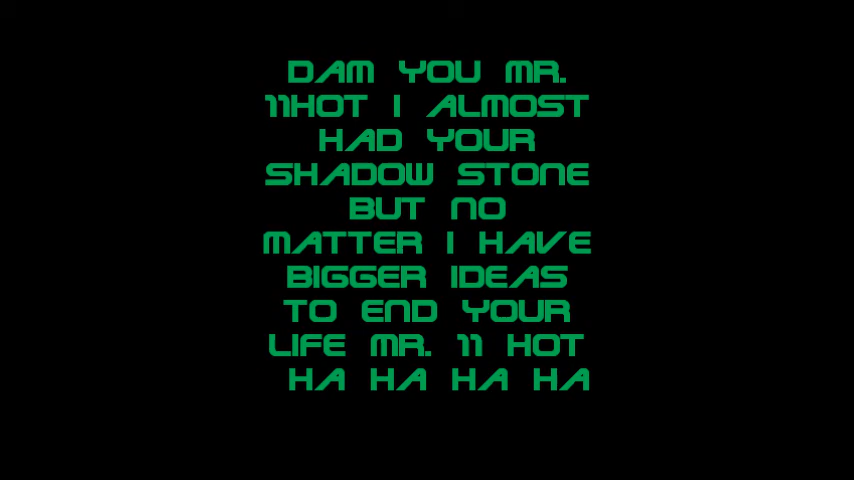 DAM YOU MR.
11HOT I ALMOST
HAD YOUR
SHADOW STONE
BUT NO
MATTER I HAVE
BIGGER IDEAS
TO END YOUR
LIFE MR. 11 HOT
HA HA HA HA